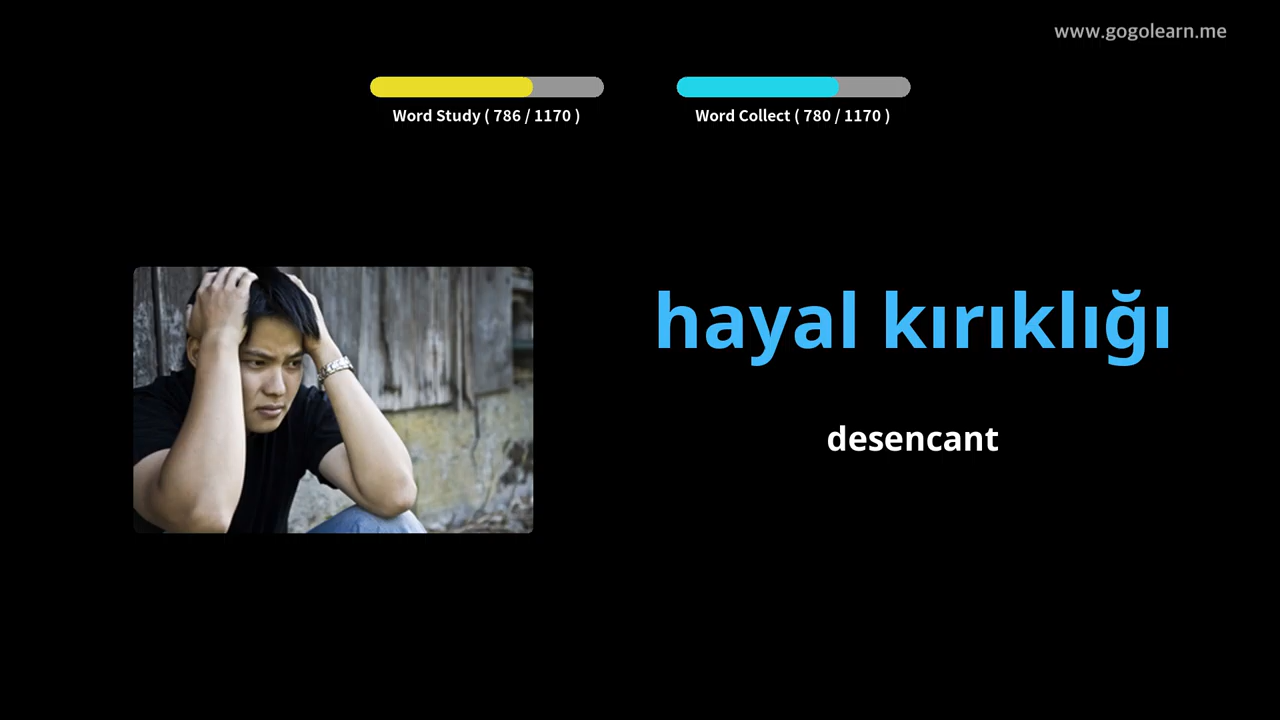 www.gogolearn.me
Word Study ( 786 / 1170 )
Word Collect ( 780 / 1170 )
hayal kırıklığı
desencant